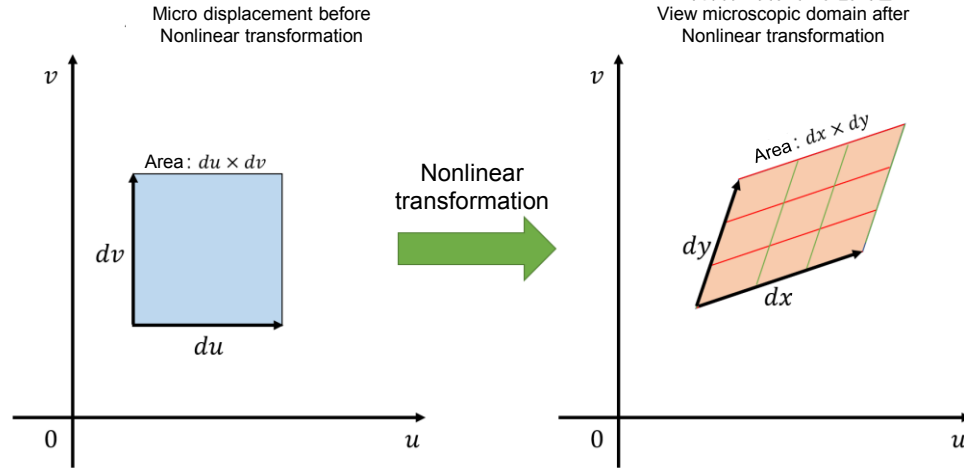 Micro displacement before
Nonlinear transformation
View microscopic domain after
Nonlinear transformation
v
Area: du × dv
dv
du
0
u
Nonlinear
transformation
v
Area: dx × dy
dy
dx
0
u